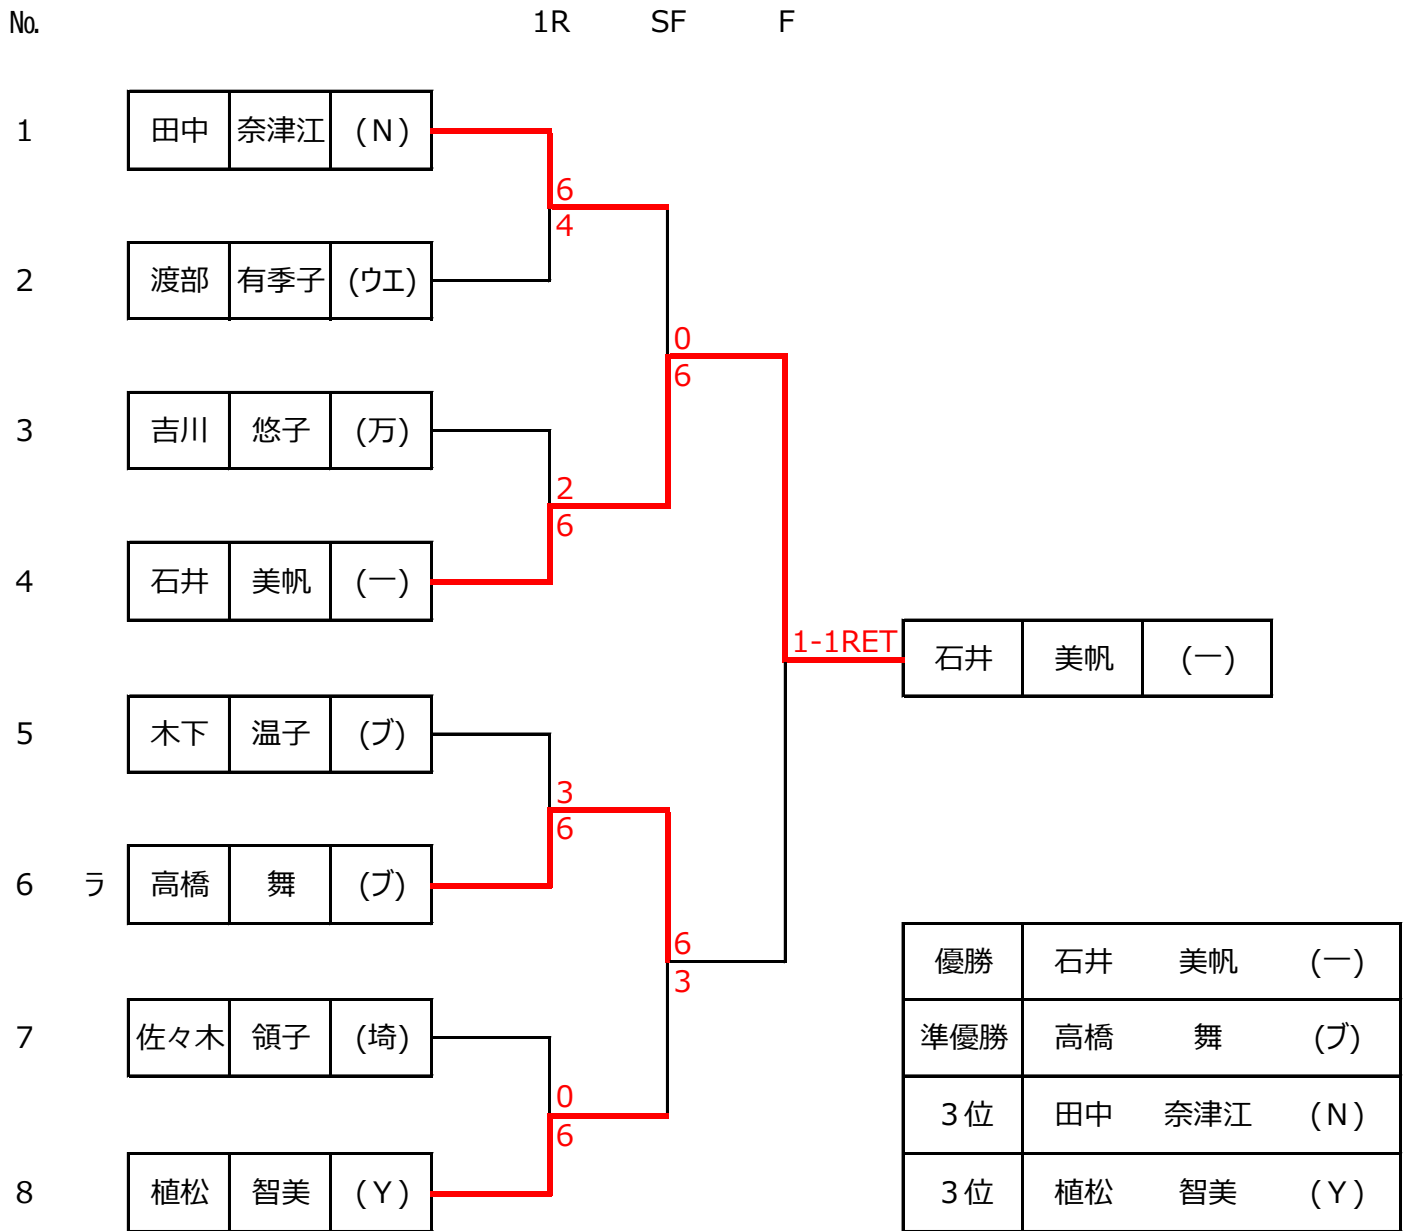 № 1R SF F
1 田中 奈津江 (Ｎ)
6
4
2 渡部 有季子 (ウエ)
0
6
3 吉川 悠子 (万)
2
6
4 石井 美帆 (一)
1-1RET 石井 美帆 (一)
5 木下 温子 (ブ)
3
6
6 ラ 高橋 舞 (ブ)
6
3
7 佐々木 領子 (埼)
0
6
8 植松 智美 (Ｙ)
優勝 石井 美帆 (一)
準優勝 高橋 舞 (ブ)
３位 田中 奈津江 (Ｎ)
３位 植松 智美 (Ｙ)